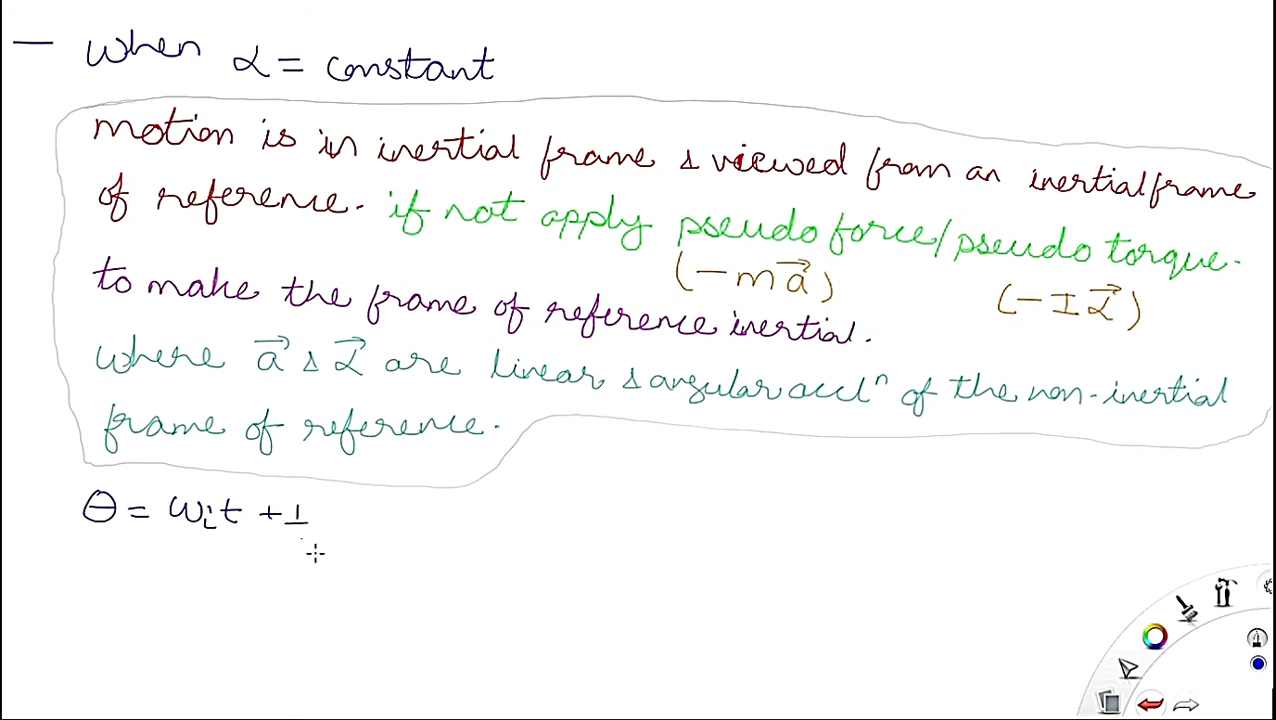 — when α = constant
motion is in inertial frame & viewed from an inertial frame
of reference. if not apply pseudo force/pseudo torque.
(-ma⃗) (-Iα⃗)
to make the frame of reference inertial.
where a⃗ & α⃗ are linear & angular acclⁿ of the non-inertial
frame of reference.
θ = ωᵢt + 1